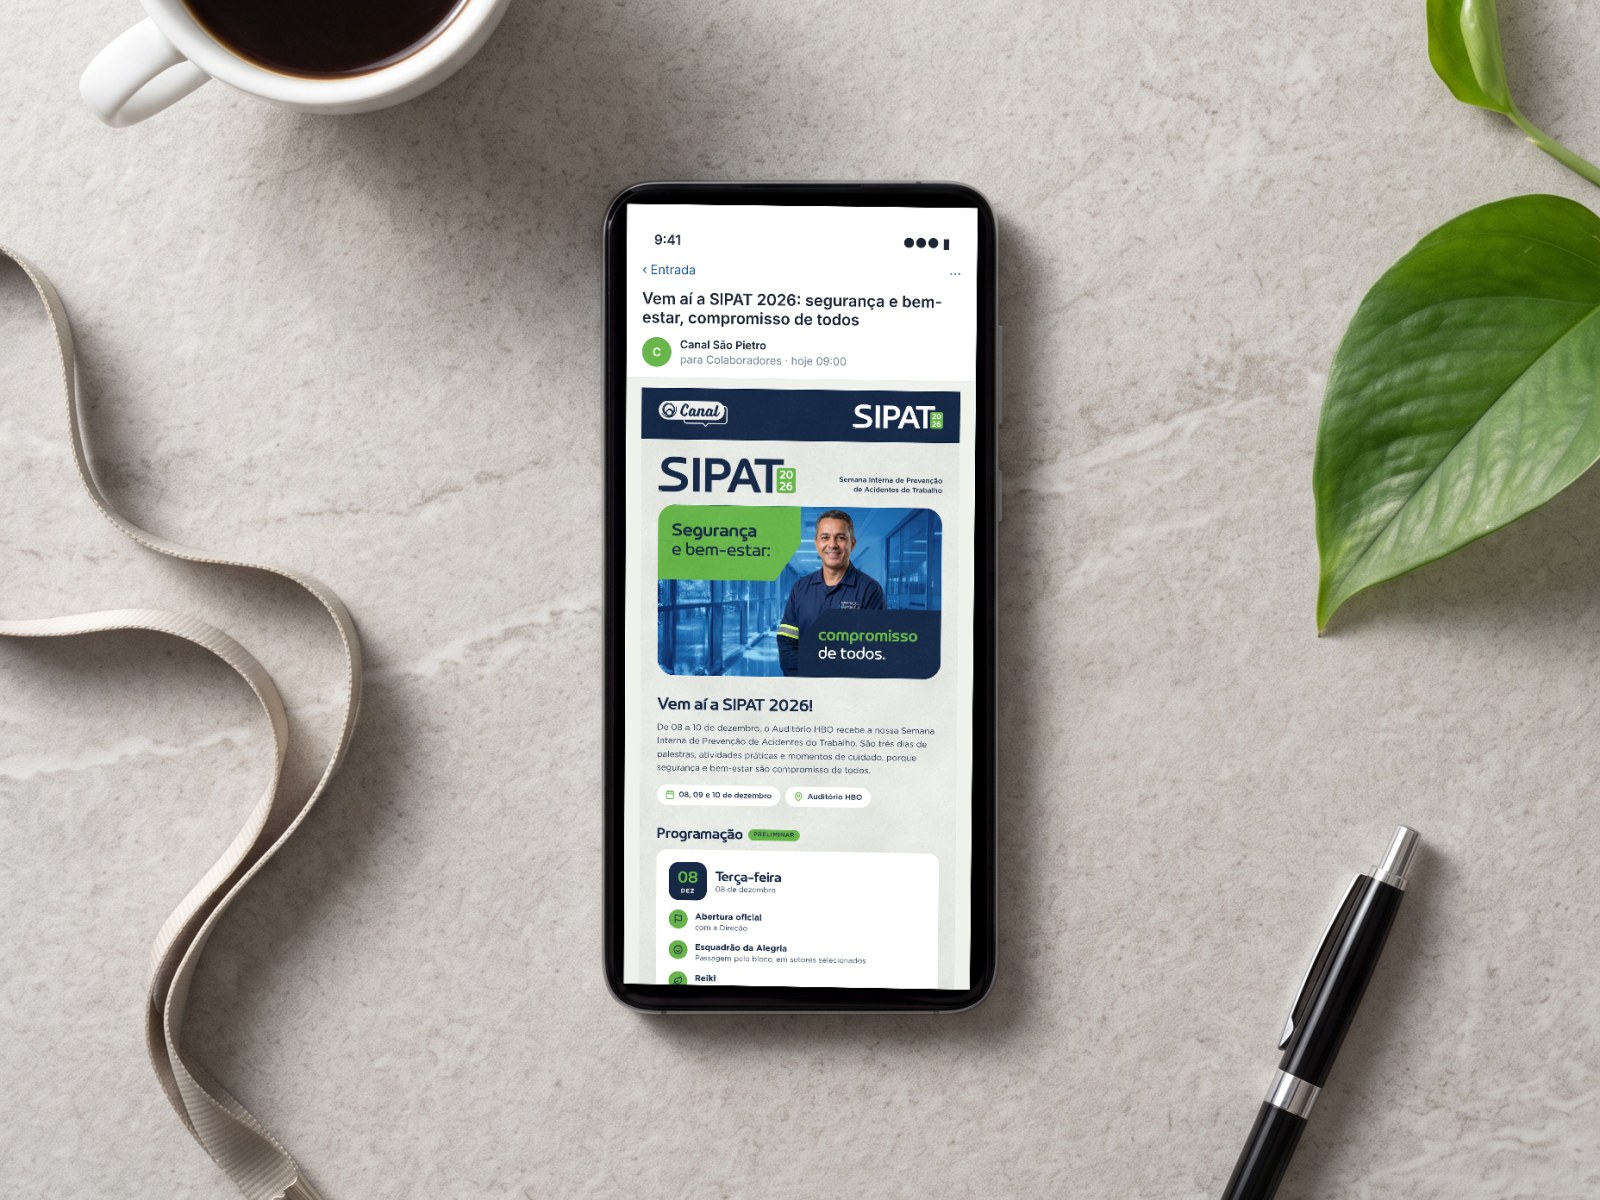 9:41
‹ Entrada
...
Vem aí a SIPAT 2026: segurança e bem-
estar, compromisso de todos
C
Canal São Pietro
para Colaboradores · hoje 09:00
Canal
SIPAT 20 26
SIPAT 20 26
Semana Interna de Prevenção
de Acidentes do Trabalho
Segurança
e bem-estar:
compromisso
de todos.
Vem aí a SIPAT 2026!
De 08 a 10 de dezembro, o Auditório HBO recebe a nossa Semana
Interna de Prevenção de Acidentes do Trabalho. São três dias de
palestras, atividades práticas e momentos de cuidado, porque
segurança e bem-estar são compromisso de todos.
08, 09 e 10 de dezembro
Auditório HBO
Programação PRELIMINAR
08
DEZ
Terça-feira
08 de dezembro
Abertura oficial
com a Direção
Esquadrão da Alegria
Passagem pelo bloco, em setores selecionados
Reiki